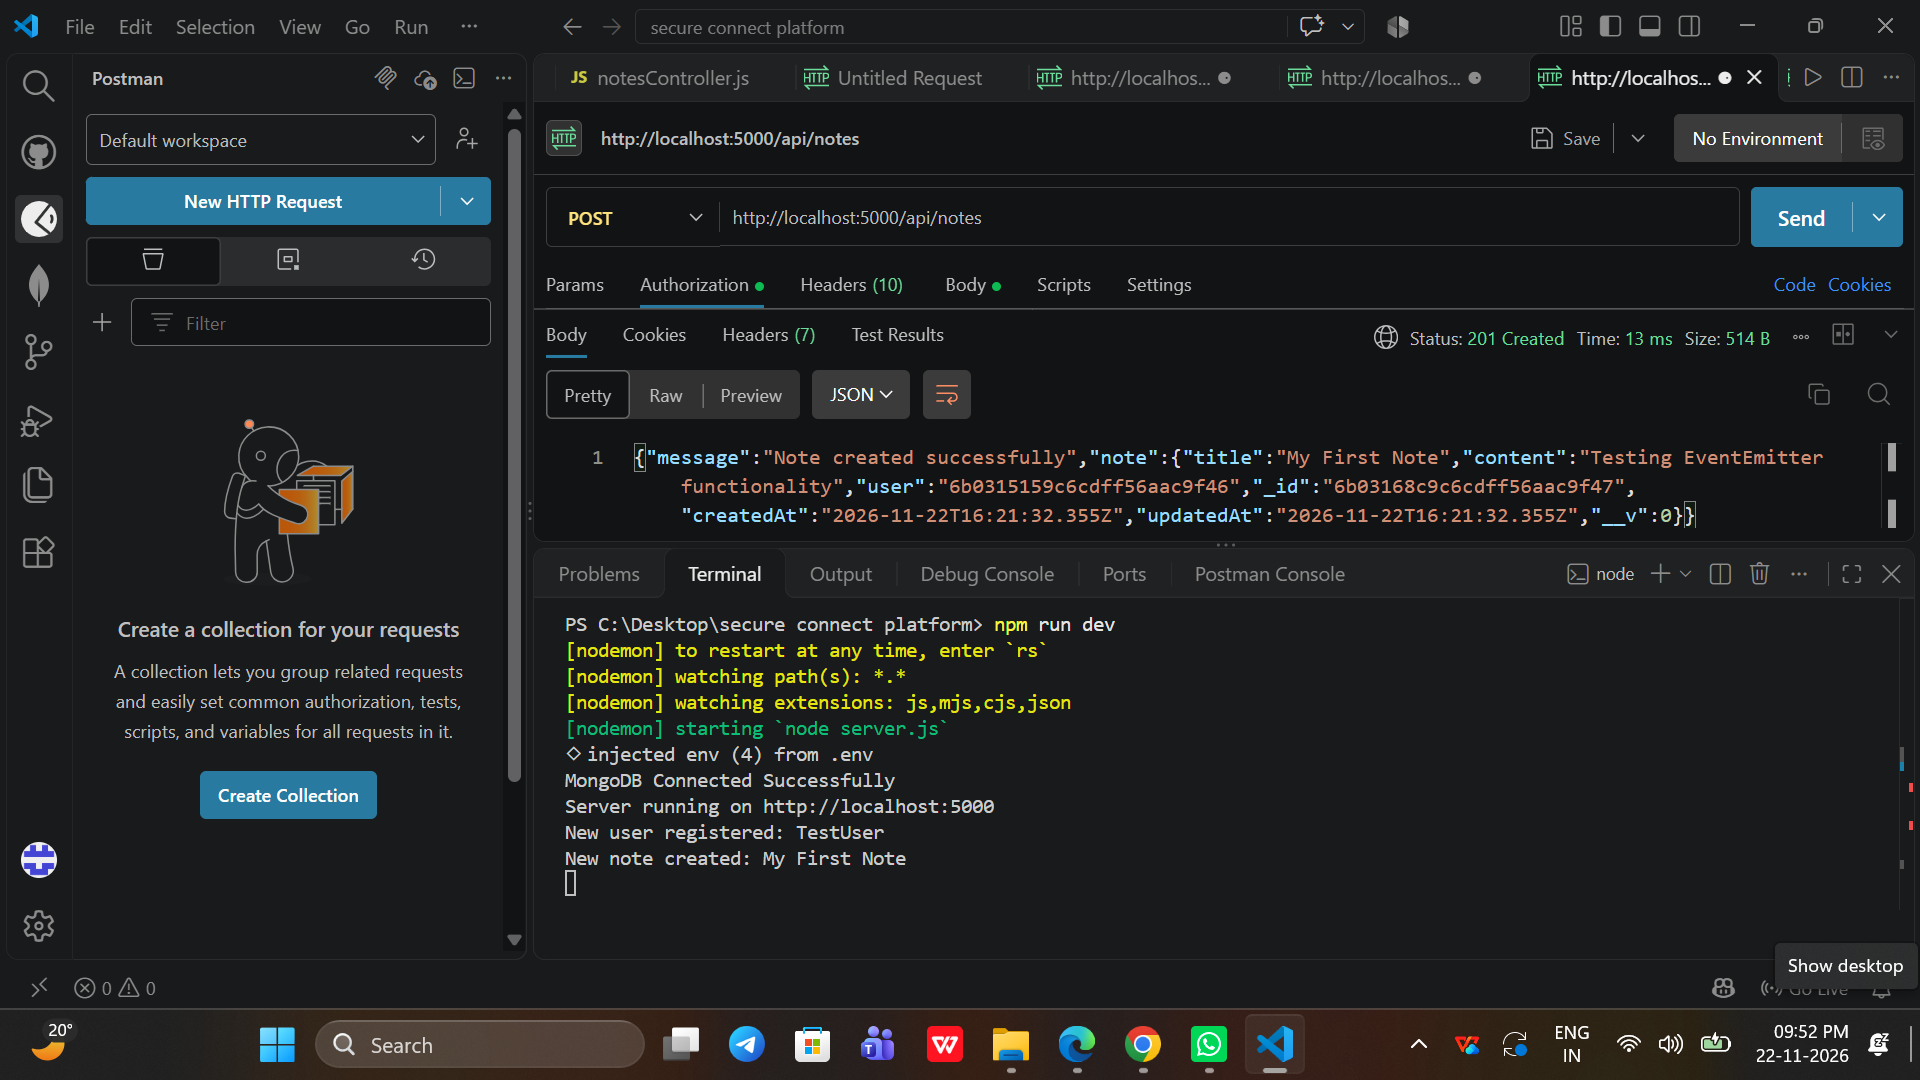 File Edit Selection View Go Run ···
secure connect platform
Postman
Default workspace
New HTTP Request
Filter
Create a collection for your requests
A collection lets you group related requests
and easily set common authorization, tests,
scripts, and variables for all requests in it.
Create Collection
JS notesController.js
HTTP Untitled Request
HTTP http://localhos...
HTTP http://localhos...
HTTP http://localhos...
HTTP http://localhost:5000/api/notes
Save
No Environment
POST http://localhost:5000/api/notes
Send
Params Authorization Headers (10) Body Scripts Settings
Code Cookies
Body Cookies Headers (7) Test Results
Status: 201 Created Time: 13 ms Size: 514 B
Pretty Raw Preview JSON
1 {"message":"Note created successfully","note":{"title":"My First Note","content":"Testing EventEmitter
functionality","user":"6b0315159c6cdff56aac9f46","_id":"6b03168c9c6cdff56aac9f47",
"createdAt":"2026-11-22T16:21:32.355Z","updatedAt":"2026-11-22T16:21:32.355Z","__v":0}}
Problems Terminal Output Debug Console Ports Postman Console
node
PS C:\Desktop\secure connect platform> npm run dev
[nodemon] to restart at any time, enter `rs`
[nodemon] watching path(s): *.*
[nodemon] watching extensions: js,mjs,cjs,json
[nodemon] starting `node server.js`
◇ injected env (4) from .env
MongoDB Connected Successfully
Server running on http://localhost:5000
New user registered: TestUser
New note created: My First Note
0 0
Show desktop
Go Live
20°
Search
ENG
IN
09:52 PM
22-11-2026